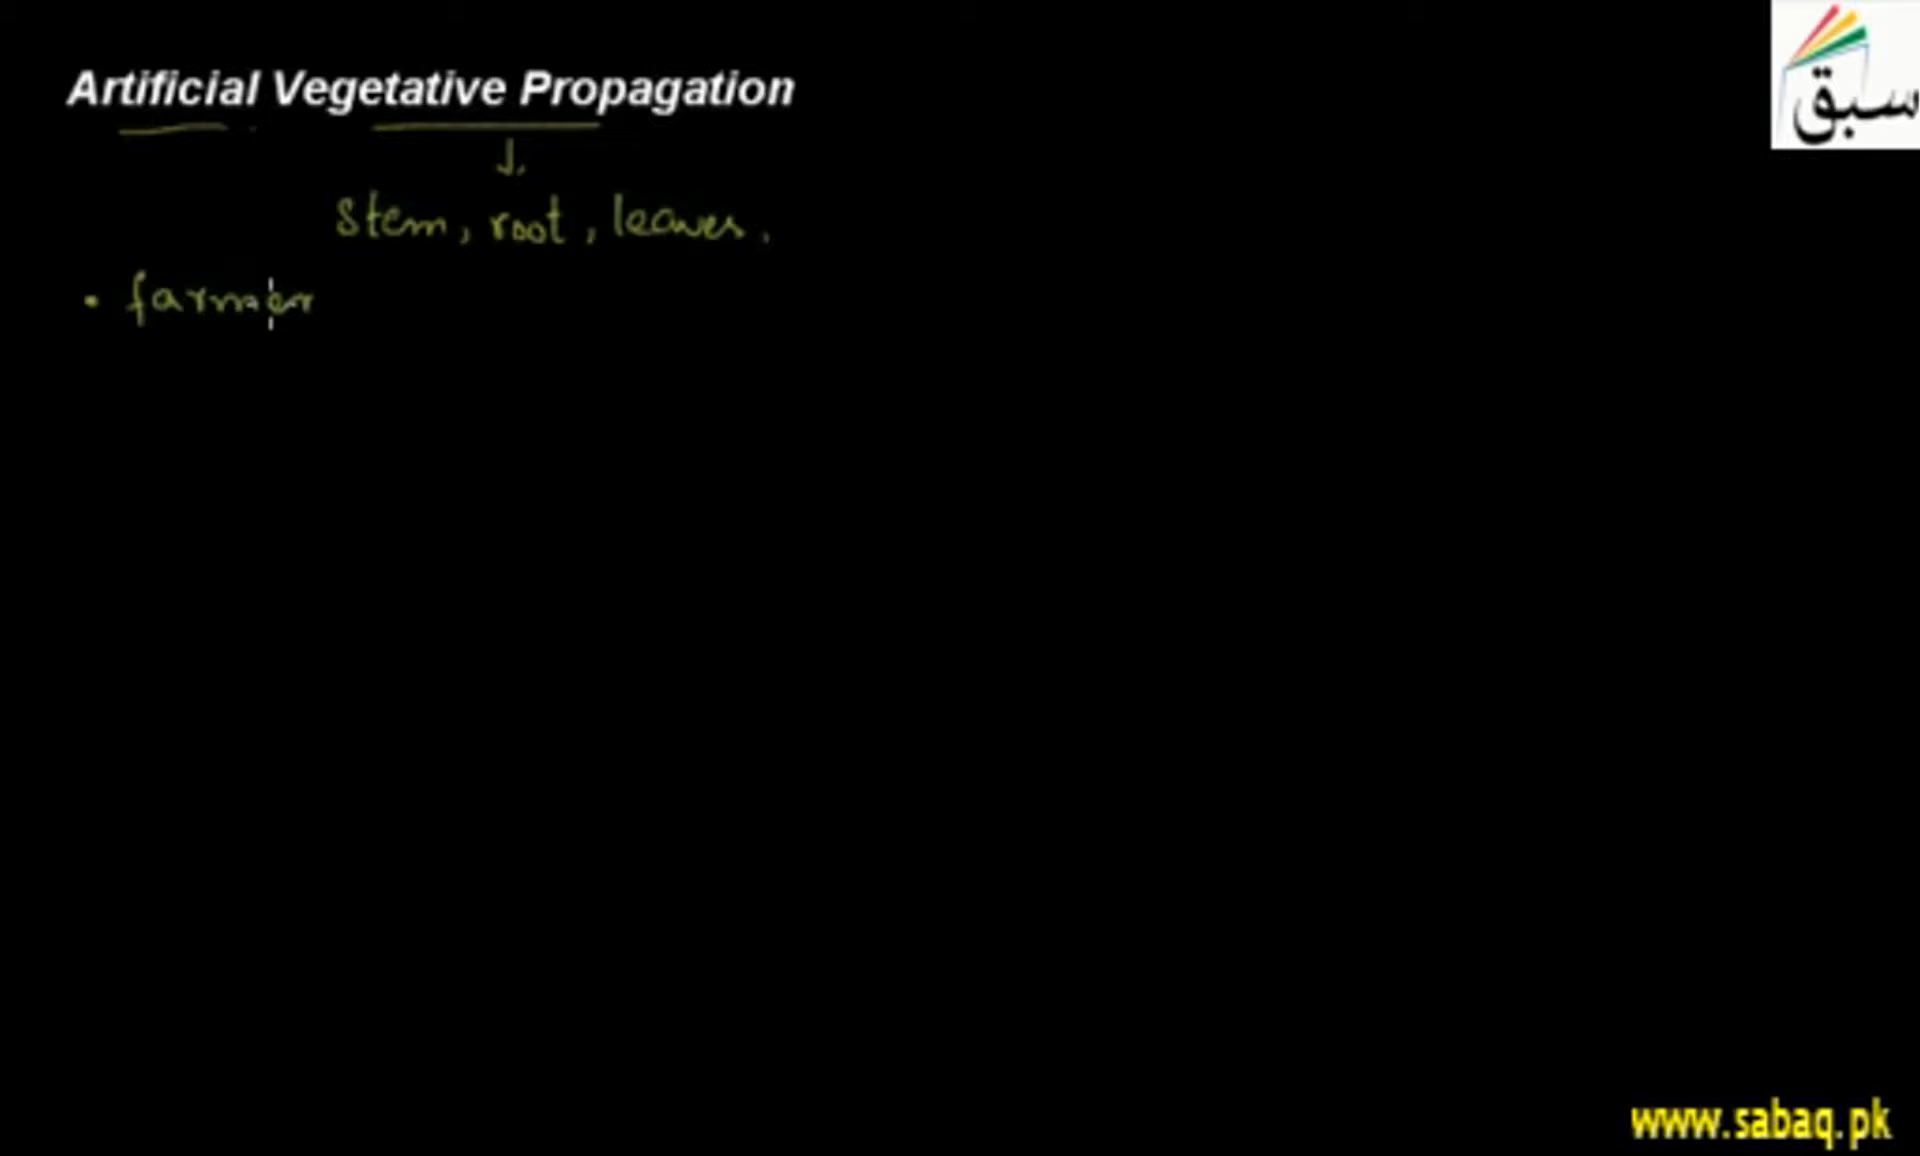 Artificial Vegetative Propagation
سبق
Stem, root, leaves.
• farmer
www.sabaq.pk